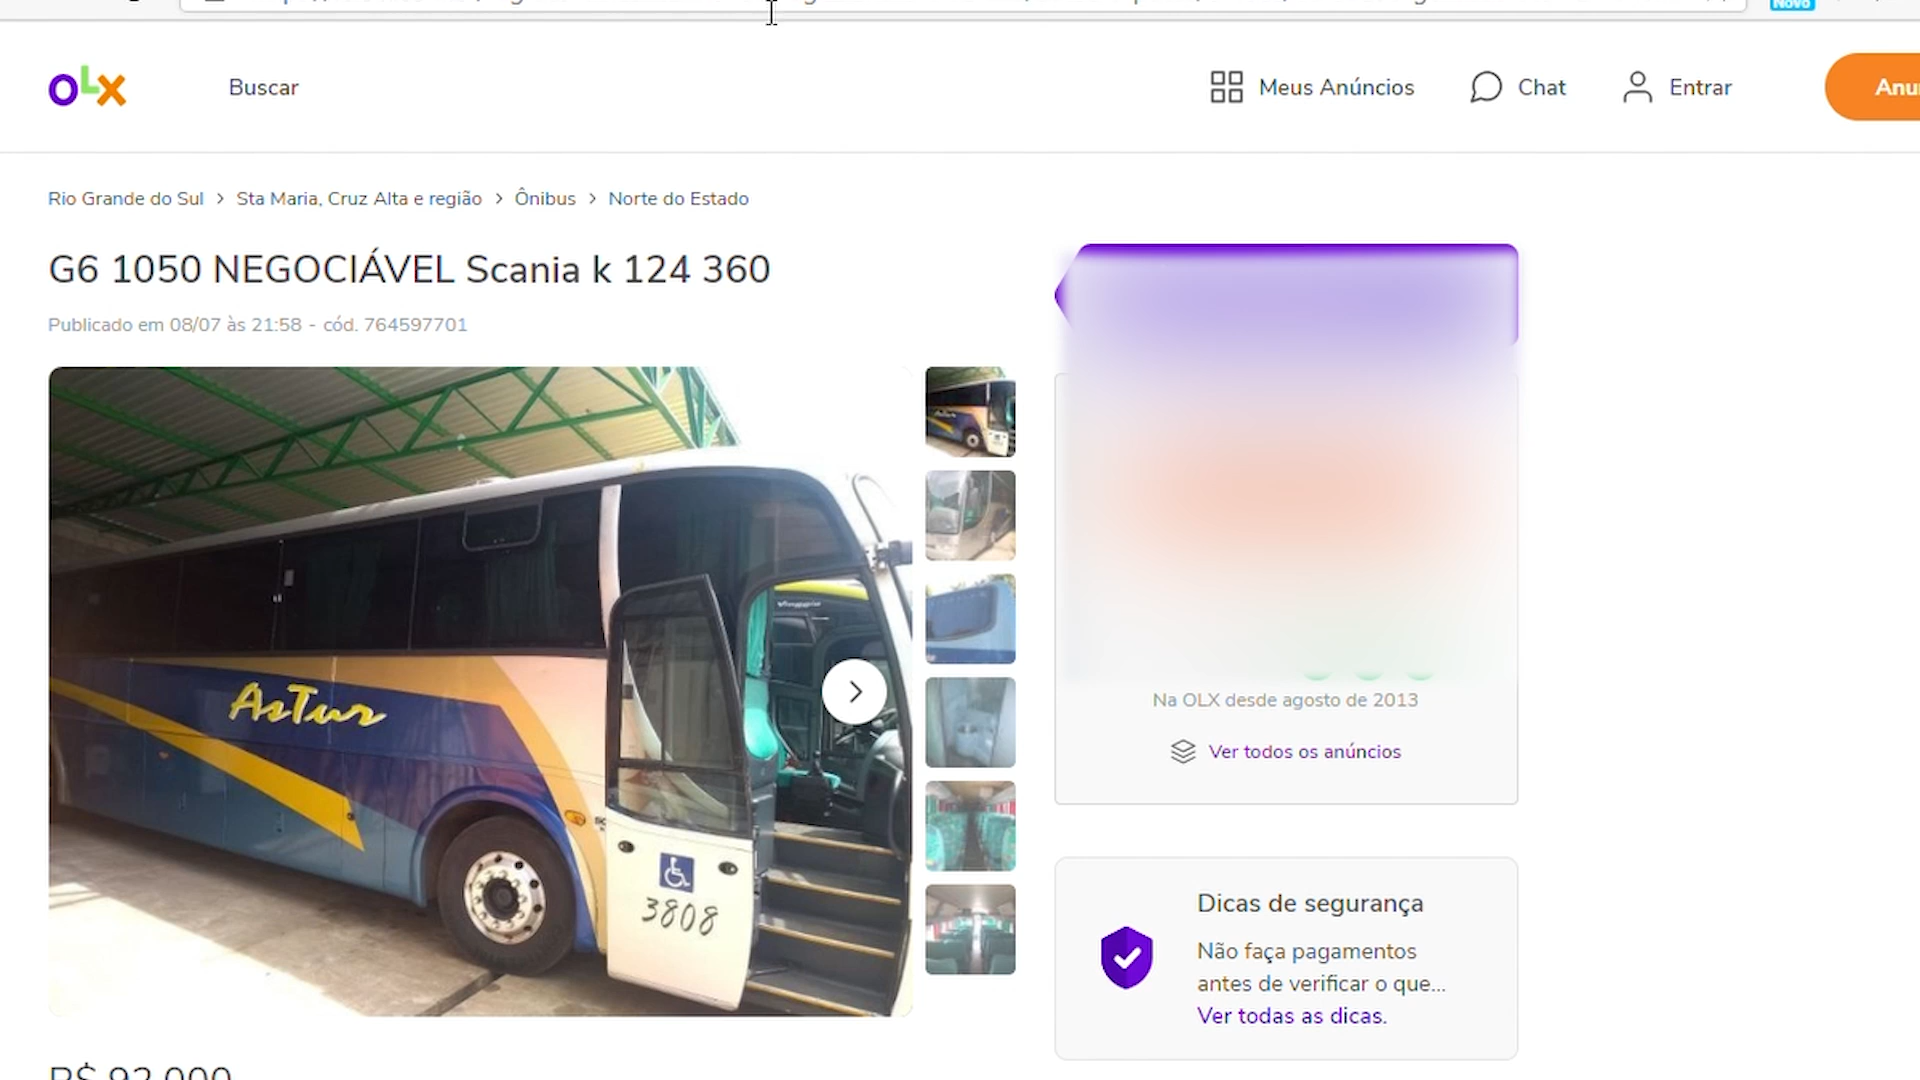 Novo
OLX
Buscar
Meus Anúncios
Chat
Entrar
Rio Grande do Sul > Sta Maria, Cruz Alta e região > Ônibus > Norte do Estado
G6 1050 NEGOCIÁVEL Scania k 124 360
Publicado em 08/07 às 21:58 - cód. 764597701
AsTur
3808
Na OLX desde agosto de 2013
Ver todos os anúncios
Dicas de segurança
Não faça pagamentos
antes de verificar o que...
Ver todas as dicas.
R$ 92.000